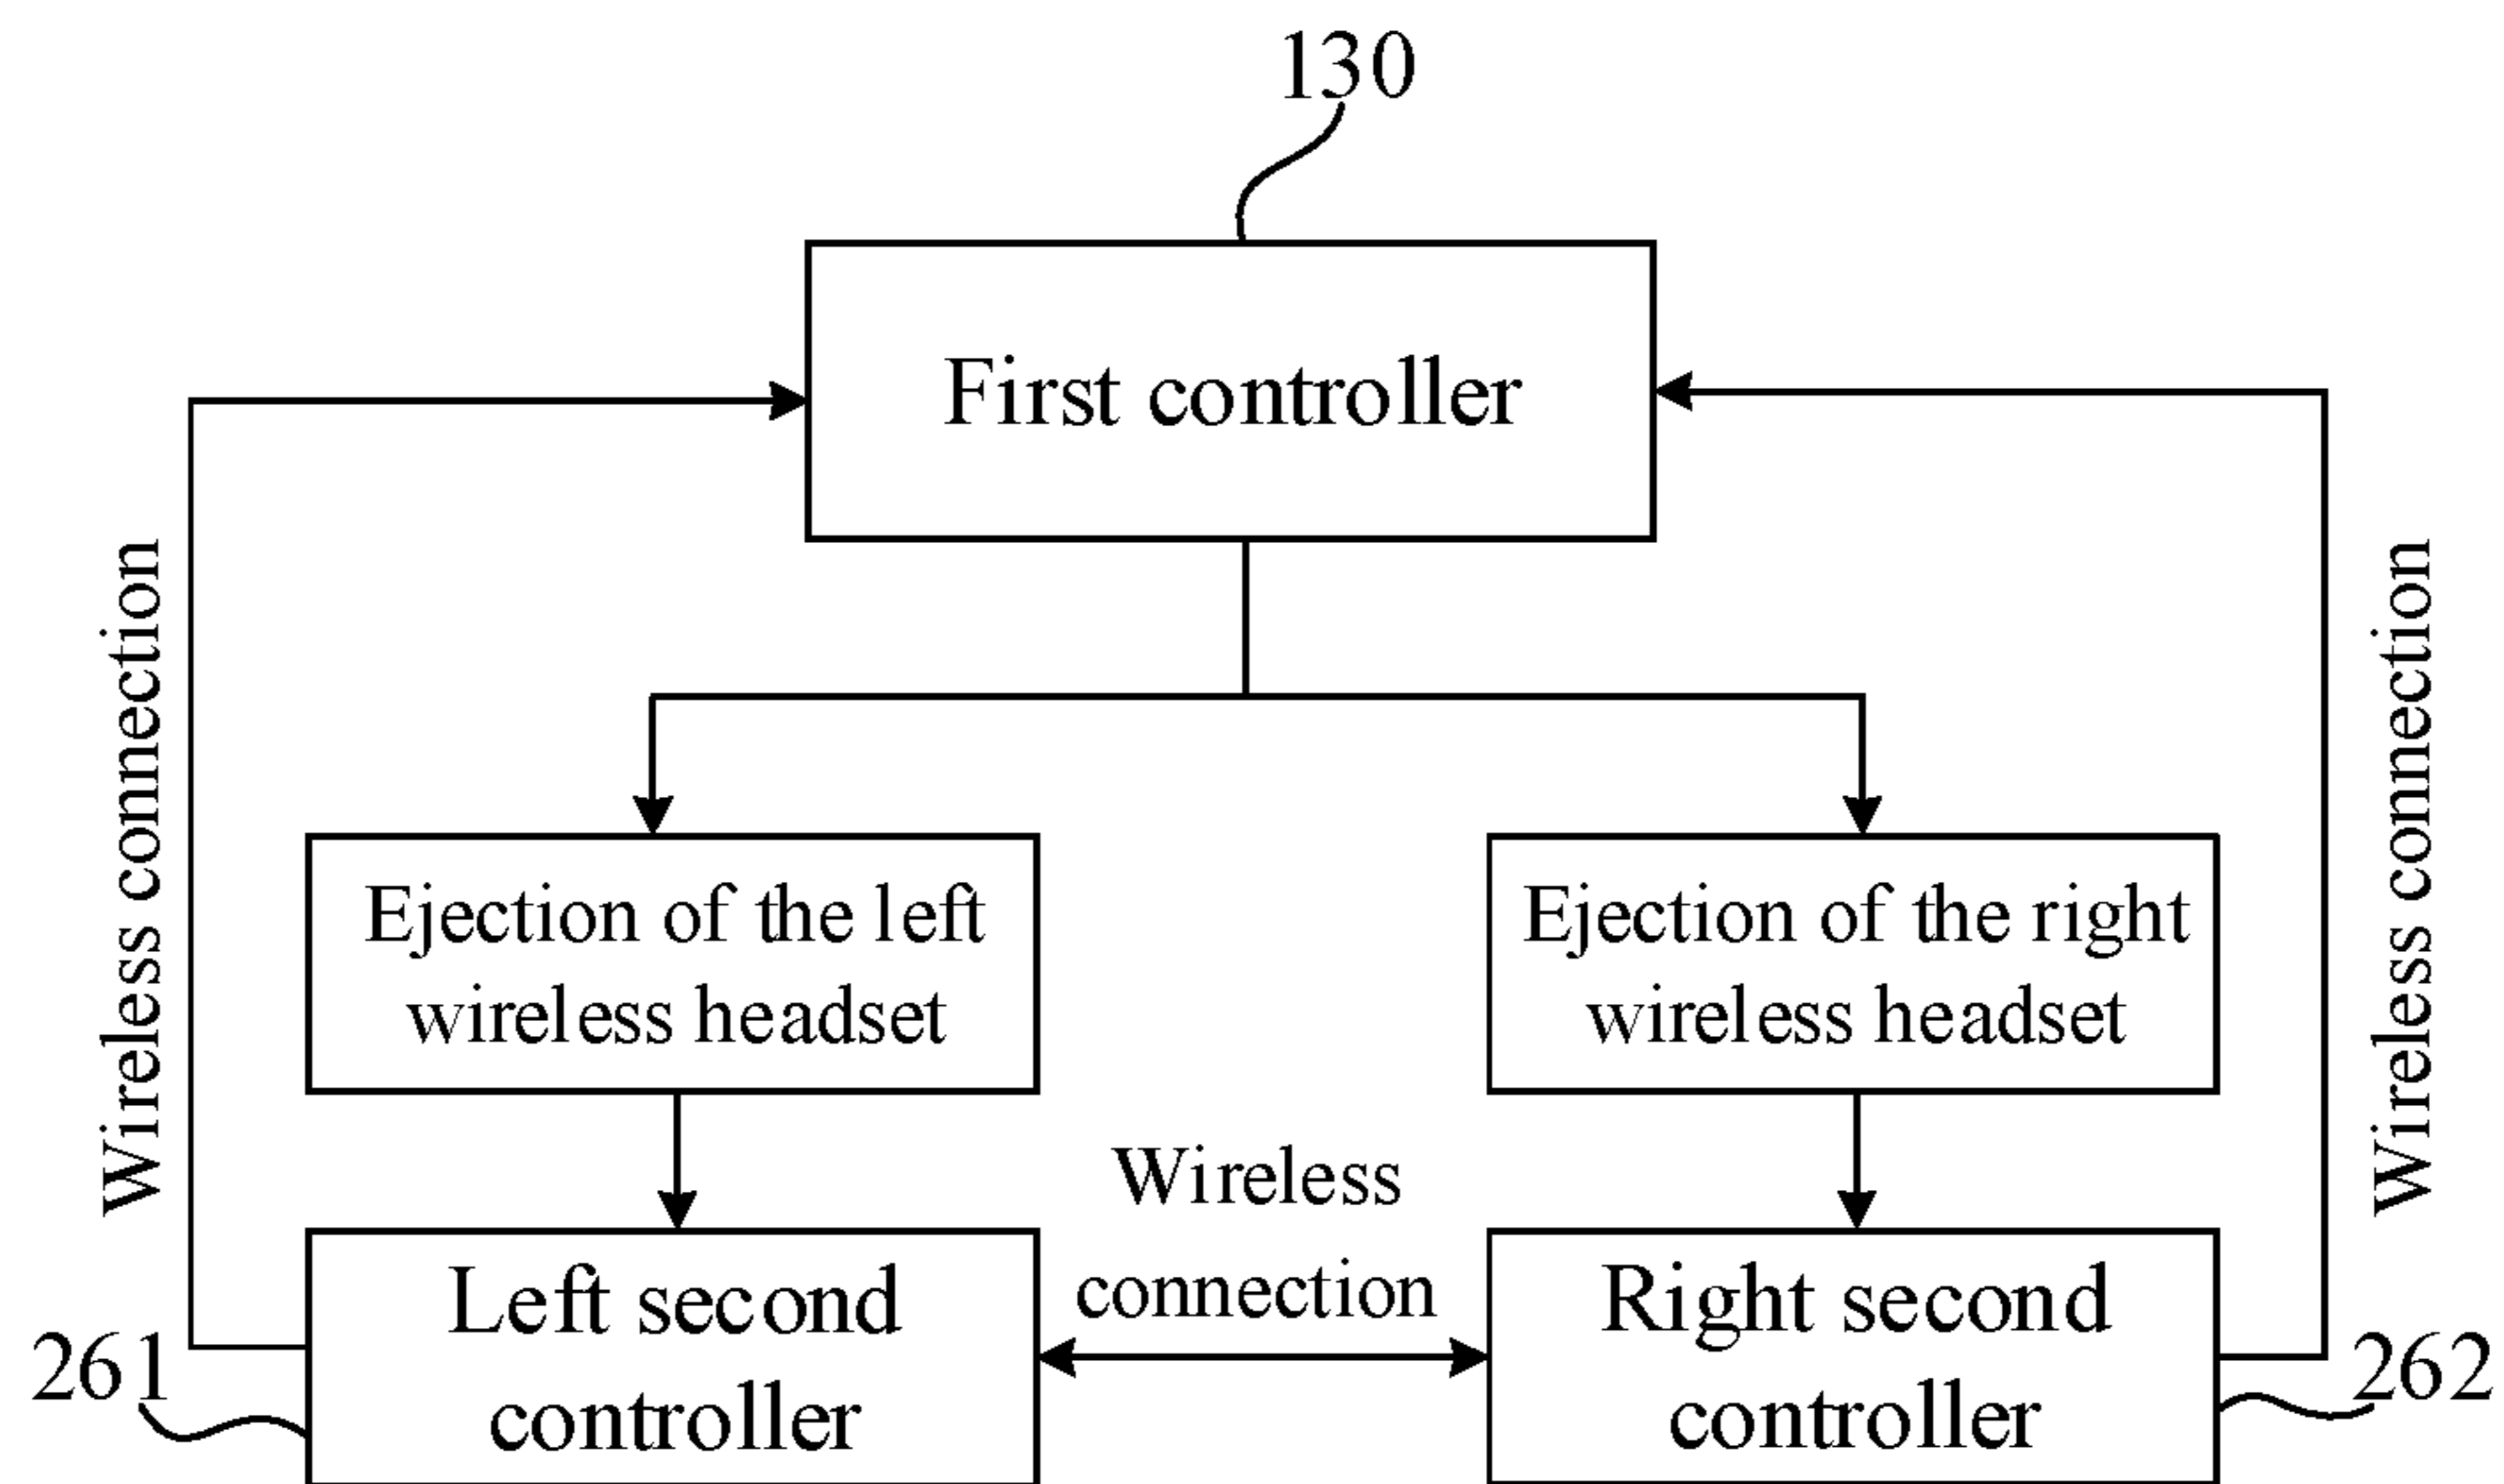 130
First controller
Wireless connection
Wireless connection
Ejection of the left
wireless headset
Ejection of the right
wireless headset
Wireless
connection
Left second
controller
Right second
controller
261
262